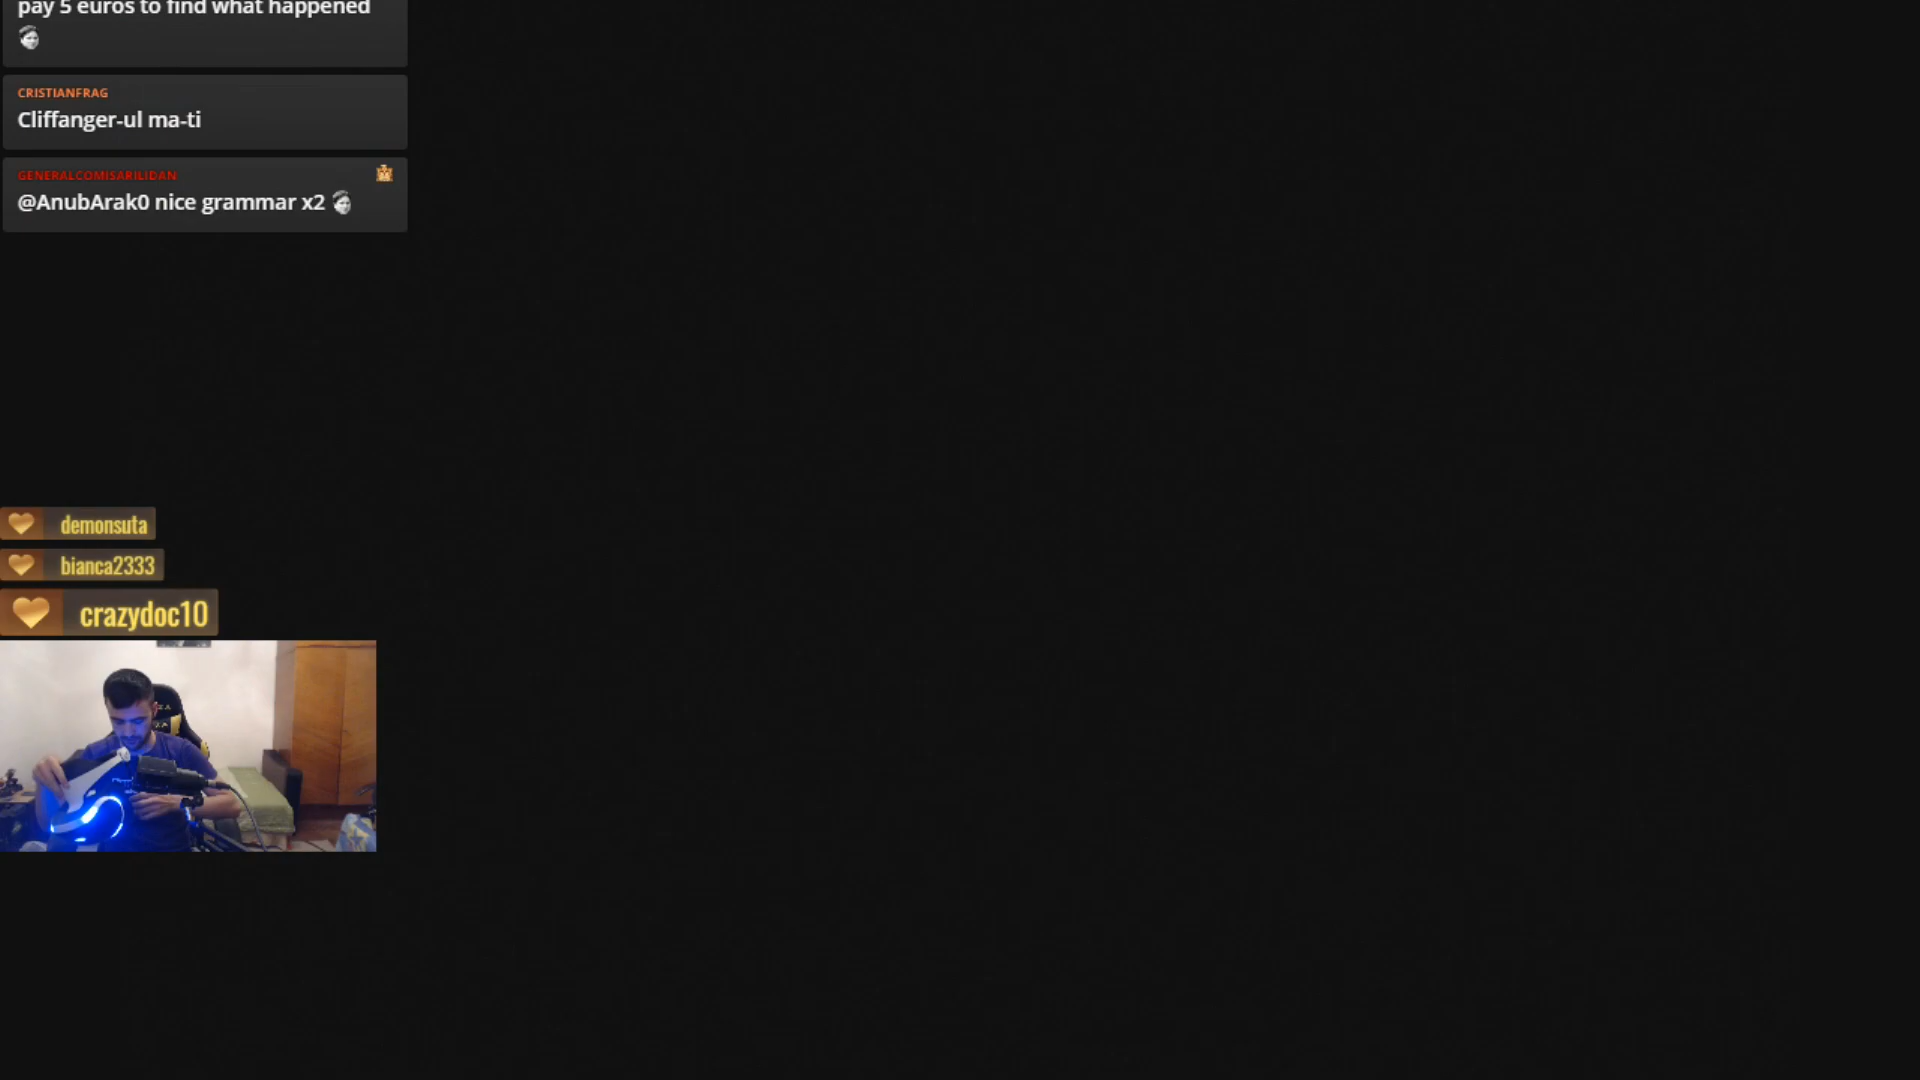 pay 5 euros to find what happened
CRISTIANFRAG
Cliffanger-ul ma-ti
GENERALCOMISARILIDAN
@AnubArak0 nice grammar x2
demonsuta
bianca2333
crazydoc10